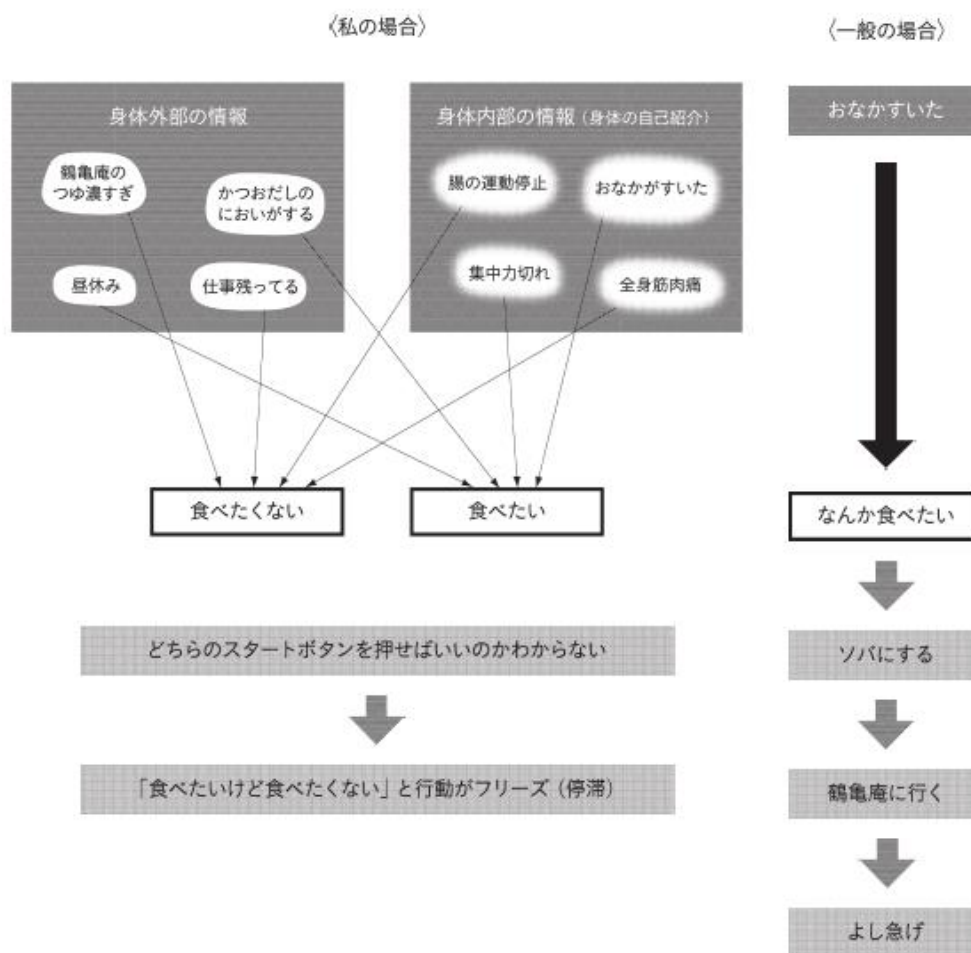 〈私の場合〉
〈一般の場合〉
身体外部の情報
鶴亀庵の
つゆ濃すぎ
かつおだしの
においがする
昼休み
仕事残ってる
身体内部の情報（身体の自己紹介）
腸の運動停止
おなかがすいた
集中力切れ
全身筋肉痛
食べたくない
食べたい
どちらのスタートボタンを押せばいいのかわからない
「食べたいけど食べたくない」と行動がフリーズ（停滞）
おなかすいた
なんか食べたい
ソバにする
鶴亀庵に行く
よし急げ